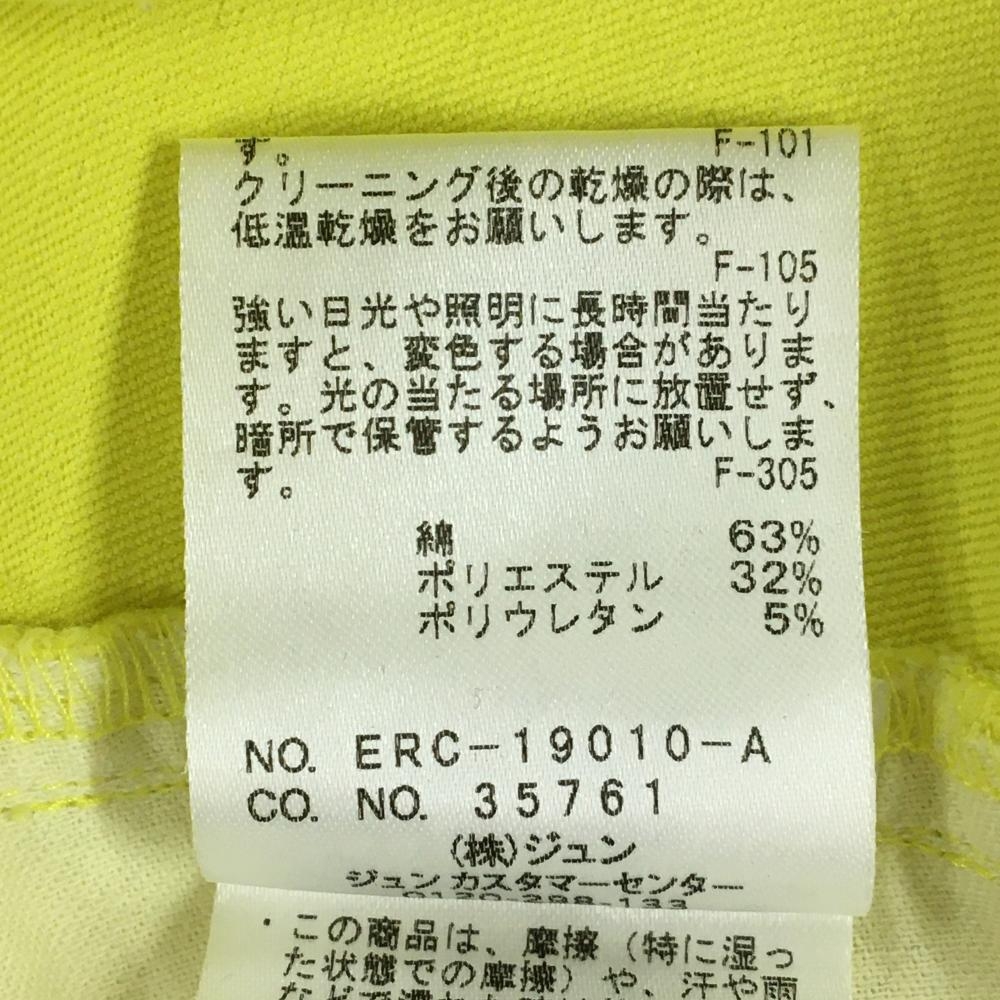 す。 F-101
クリーニング後の乾燥の際は、
低温乾燥をお願いします。
F-105
強い日光や照明に長時間当たり
ますと、変色する場合がありま
す。光の当たる場所に放置せず、
暗所で保管するようお願いしま
す。 F-305
綿 63%
ポリエステル 32%
ポリウレタン 5%
NO. ERC-19010-A
CO. NO. 35761
(株)ジュン
ジュンカスタマーセンター
0120-298-133
・この商品は、摩擦（特に湿っ
た状態での摩擦）や、汗や雨